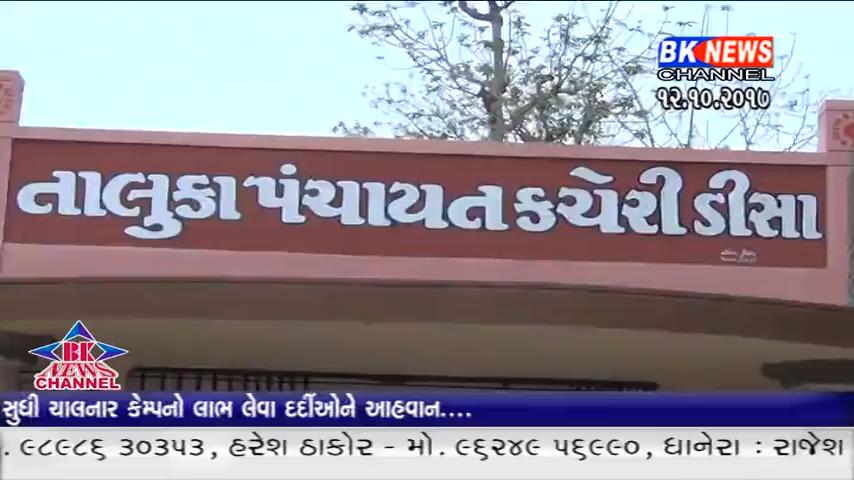 BK NEWS
CHANNEL
૧૨.૧૦.૨૦૧૭
તાલુકા પંચાયત કચેરી ડીસા
BK
NEWS
CHANNEL
સુધી ચાલનાર કેમ્પનો લાભ લેવા દર્દીઓને આહવાન....
. ૯૮૯૮૬ ૩૦૩૫૩, હરેશ ઠાકોર - મો. ૯૬૨૪૯ ૫૬૯૯૦, ધાનેરા : રાજેશ